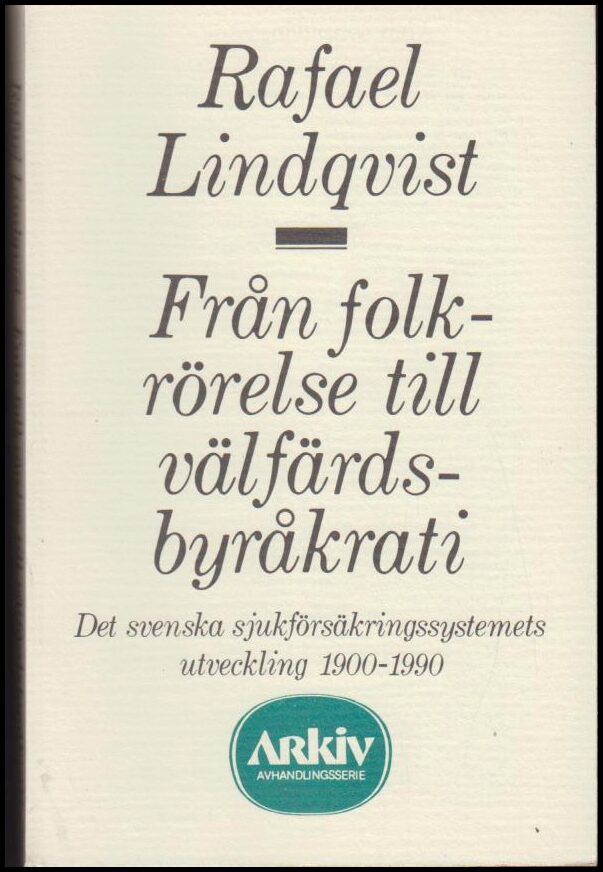 Rafael
Lindqvist
Från folk-
rörelse till
välfärds-
byråkrati
Det svenska sjukförsäkringssystemets
utveckling 1900-1990
ARKIV
AVHANDLINGSSERIE